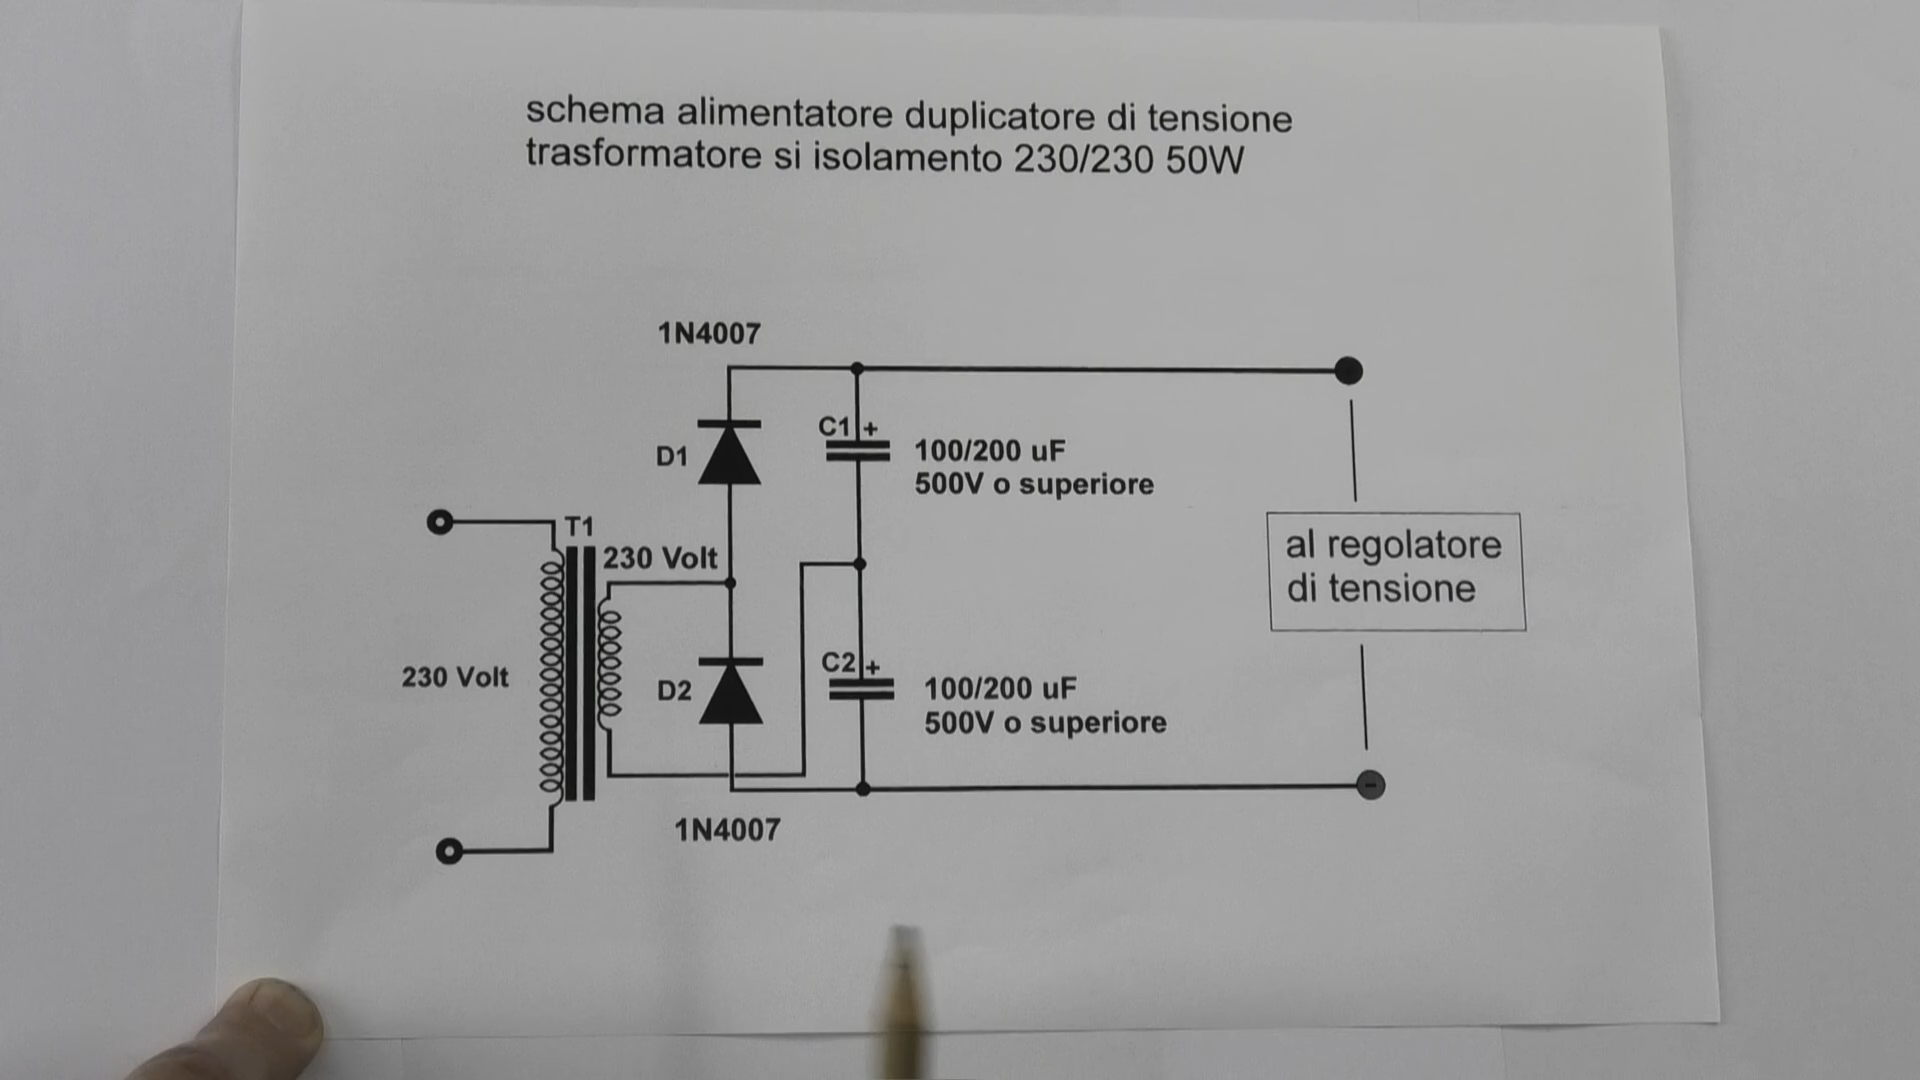 schema alimentatore duplicatore di tensione
trasformatore si isolamento 230/230 50W
1N4007
D1
C1 +
100/200 uF
500V o superiore
T1
230 Volt
al regolatore
di tensione
230 Volt
D2
C2 +
100/200 uF
500V o superiore
-
1N4007